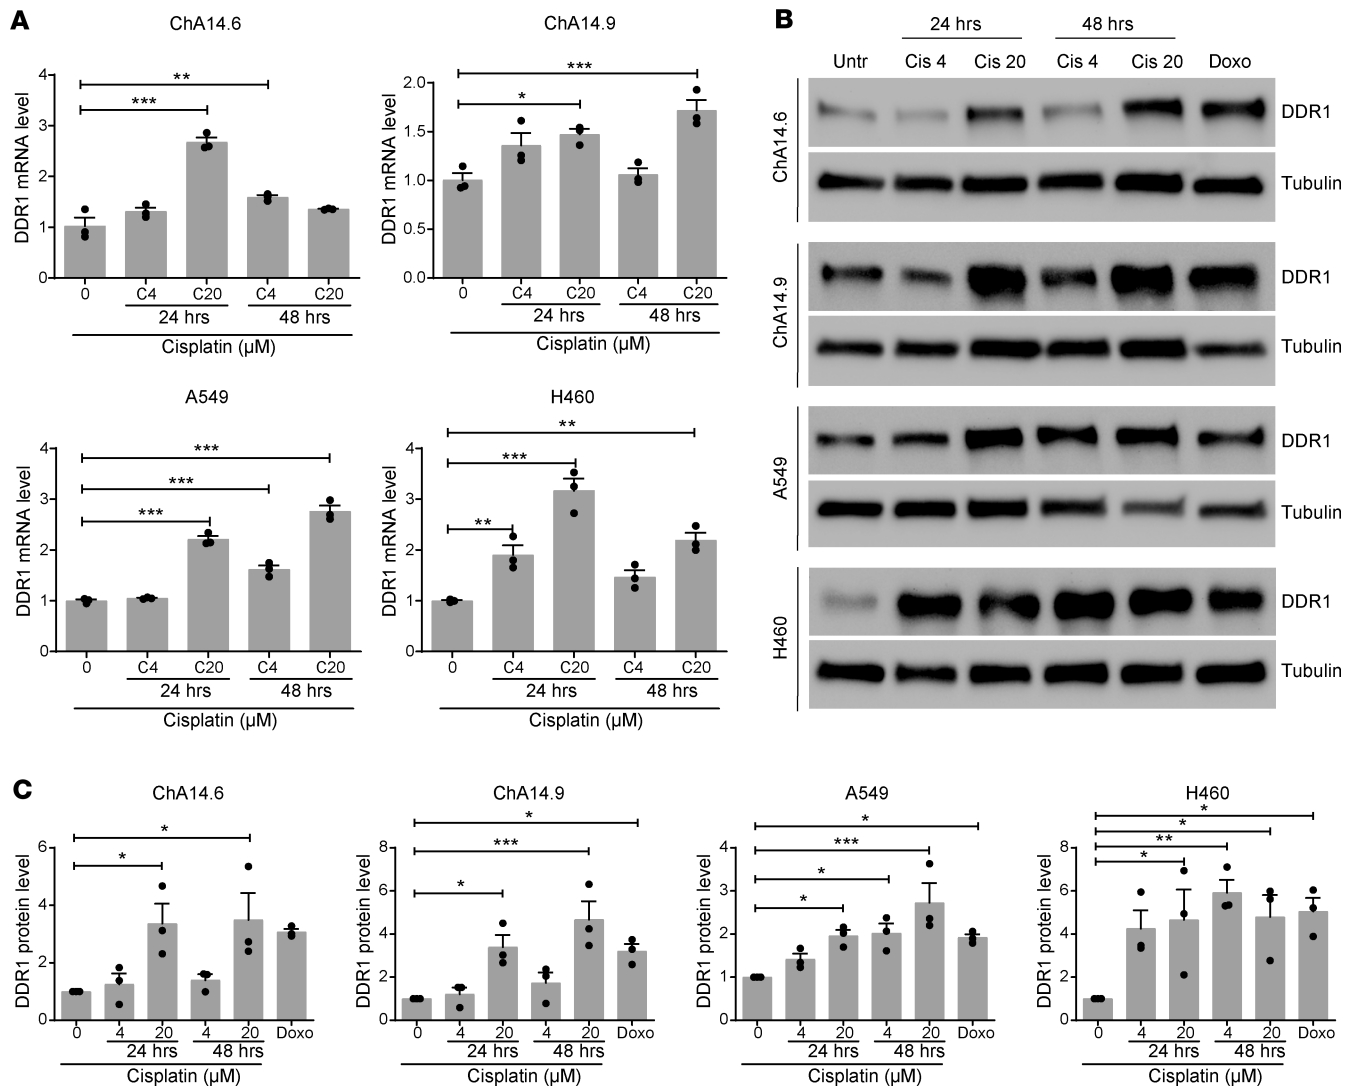 A
ChA14.6
DDR1 mRNA level
4
3
2
1
0
**
***
0 C4 C20 C4 C20
24 hrs 48 hrs
Cisplatin (µM)
ChA14.9
DDR1 mRNA level
2.0
1.5
1.0
0.5
0.0
***
*
0 C4 C20 C4 C20
24 hrs 48 hrs
Cisplatin (µM)
A549
DDR1 mRNA level
4
3
2
1
0
***
***
***
0 C4 C20 C4 C20
24 hrs 48 hrs
Cisplatin (µM)
H460
DDR1 mRNA level
4
3
2
1
0
**
***
**
0 C4 C20 C4 C20
24 hrs 48 hrs
Cisplatin (µM)
B
24 hrs 48 hrs
Untr Cis 4 Cis 20 Cis 4 Cis 20 Doxo
ChA14.6
DDR1
Tubulin
ChA14.9
DDR1
Tubulin
A549
DDR1
Tubulin
H460
DDR1
Tubulin
C
ChA14.6
DDR1 protein level
6
4
2
0
*
*
0 4 20 4 20 Doxo
24 hrs 48 hrs
Cisplatin (µM)
ChA14.9
DDR1 protein level
8
6
4
2
0
*
***
*
0 4 20 4 20 Doxo
24 hrs 48 hrs
Cisplatin (µM)
A549
DDR1 protein level
4
3
2
1
0
*
***
*
*
0 4 20 4 20 Doxo
24 hrs 48 hrs
Cisplatin (µM)
H460
DDR1 protein level
8
6
4
2
0
*
*
**
*
0 4 20 4 20 Doxo
24 hrs 48 hrs
Cisplatin (µM)